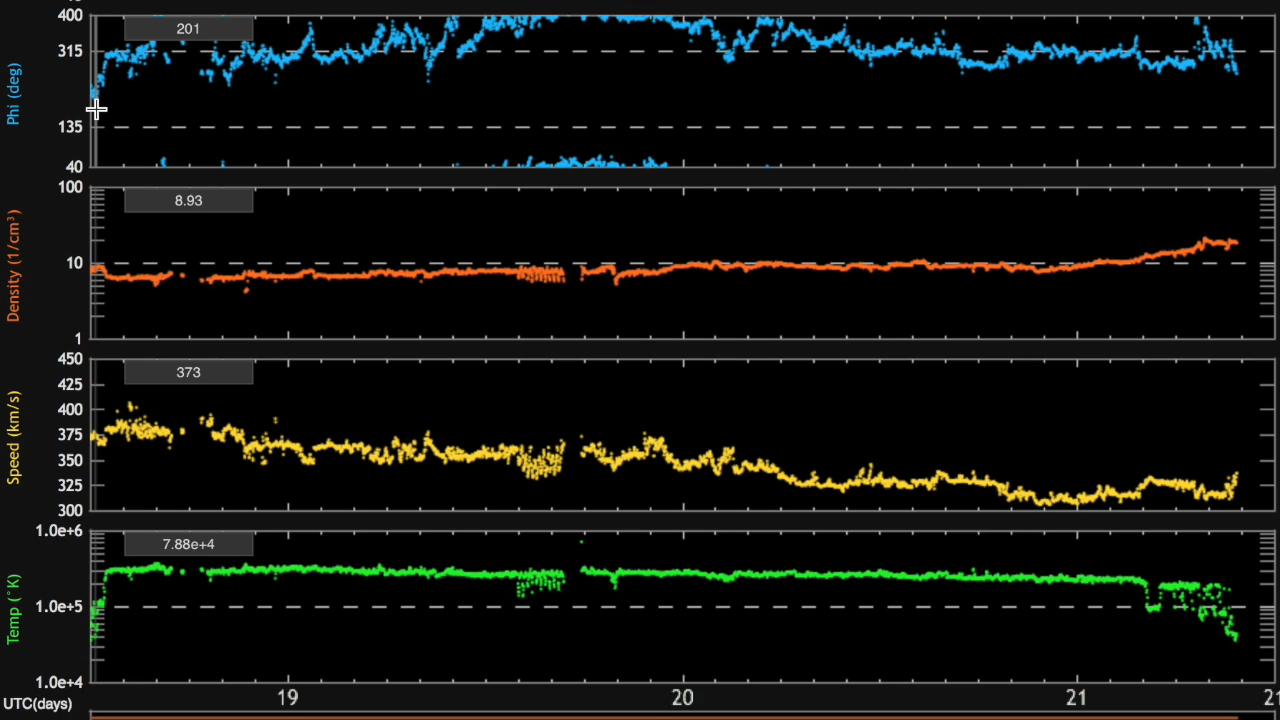 400
201
315
Phi (deg)
135
40
100
8.93
10
Density (1/cm³)
1
450
373
425
400
375
350
325
300
Speed (km/s)
1.0e+6
7.88e+4
1.0e+5
Temp (°K)
1.0e+4
UTC(days)
19
20
21